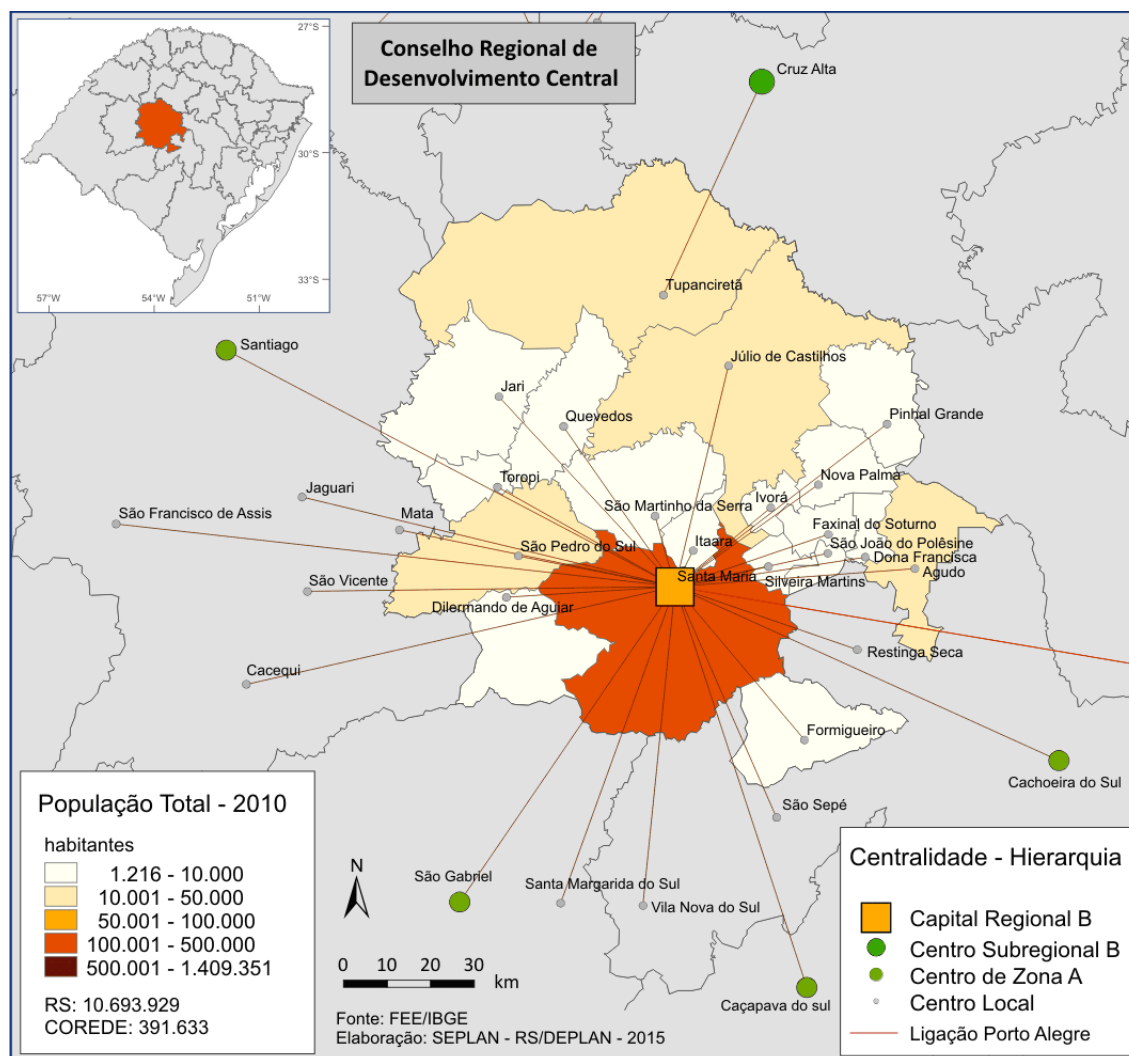 Conselho Regional de
Desenvolvimento Central
27°S
30°S
33°S
57°W
54°W
51°W
Cruz Alta
Tupanciretã
Santiago
Júlio de Castilhos
Jari
Quevedos
Pinhal Grande
Toropi
Nova Palma
Jaguari
São Martinho da Serra
Ivorá
São Francisco de Assis
Mata
Faxinal do Soturno
São João do Polêsine
São Pedro do Sul
Itaara
Dona Francisca
Agudo
Santa Maria
Silveira Martins
São Vicente
Dilermando de Aguiar
Restinga Seca
Cacequi
Formigueiro
Cachoeira do Sul
São Sepé
São Gabriel
Santa Margarida do Sul
Vila Nova do Sul
Caçapava do sul
População Total - 2010
habitantes
1.216 - 10.000
10.001 - 50.000
50.001 - 100.000
100.001 - 500.000
500.001 - 1.409.351
RS: 10.693.929
COREDE: 391.633
N
0 10 20 30
km
Fonte: FEE/IBGE
Elaboração: SEPLAN - RS/DEPLAN - 2015
Centralidade - Hierarquia
Capital Regional B
Centro Subregional B
Centro de Zona A
Centro Local
Ligação Porto Alegre